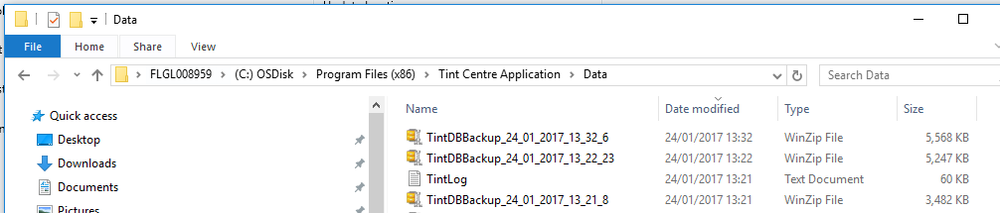 Data
File Home Share View
FLGL008959 (C:) OSDisk Program Files (x86) Tint Centre Application Data Search Data
Name Date modified Type Size
Quick access
TintDBBackup_24_01_2017_13_32_6 24/01/2017 13:32 WinZip File 5,568 KB
Desktop
TintDBBackup_24_01_2017_13_22_23 24/01/2017 13:22 WinZip File 5,247 KB
Downloads
TintLog 24/01/2017 13:21 Text Document 60 KB
Documents
TintDBBackup_24_01_2017_13_21_8 24/01/2017 13:21 WinZip File 3,482 KB
Pictures